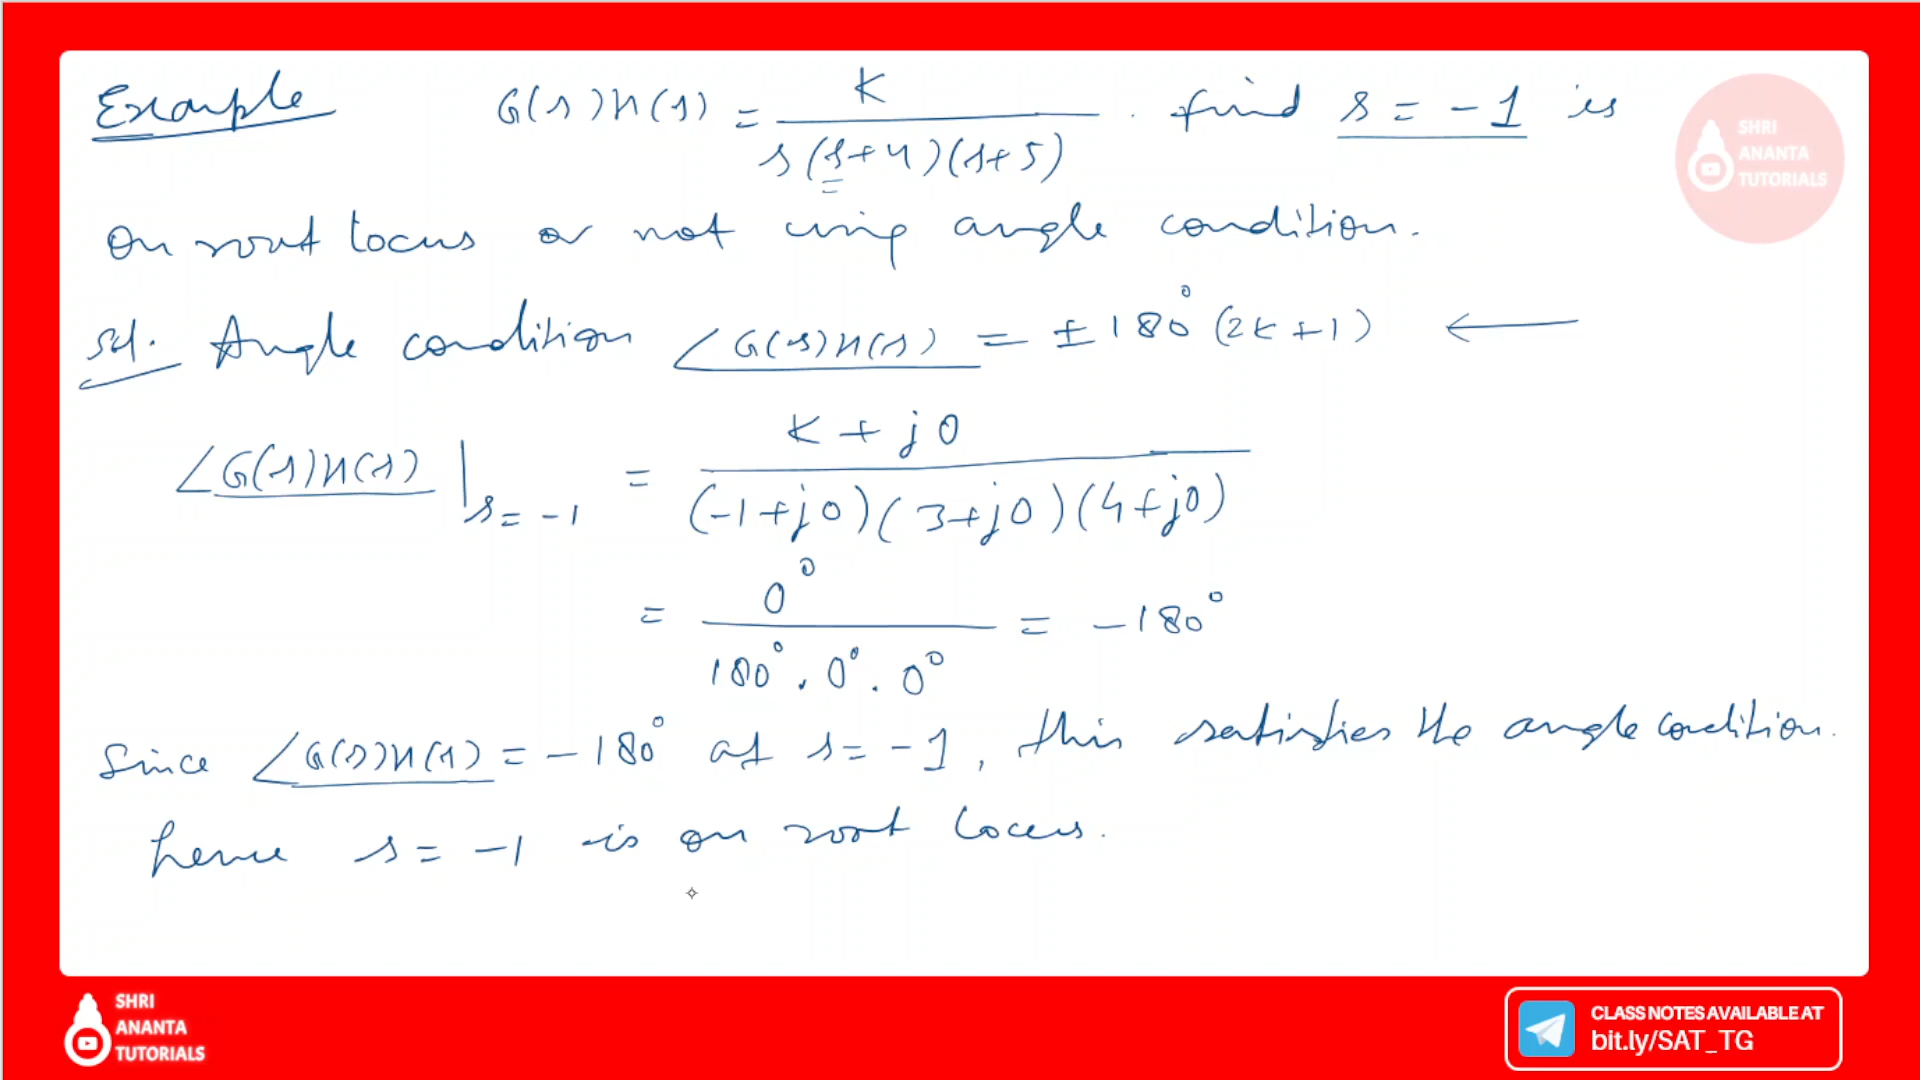 Example G(s)H(s) = K / s(s+4)(s+5) . find s = -1 is
on root locus or not using angle condition.
Sol. Angle condition ∠G(s)H(s) = ±180° (2K+1) ←
∠G(s)H(s) |s=-1 = K+j0 / (-1+j0)(3+j0)(4+j0)
= 0° / 180° . 0° . 0° = -180°
Since ∠G(s)H(s) = -180° at s = -1, this satisfies the angle condition.
hence s = -1 is on root locus.
SHRI
ANANTA
TUTORIALS
SHRI
ANANTA
TUTORIALS
CLASS NOTES AVAILABLE AT
bit.ly/SAT_TG